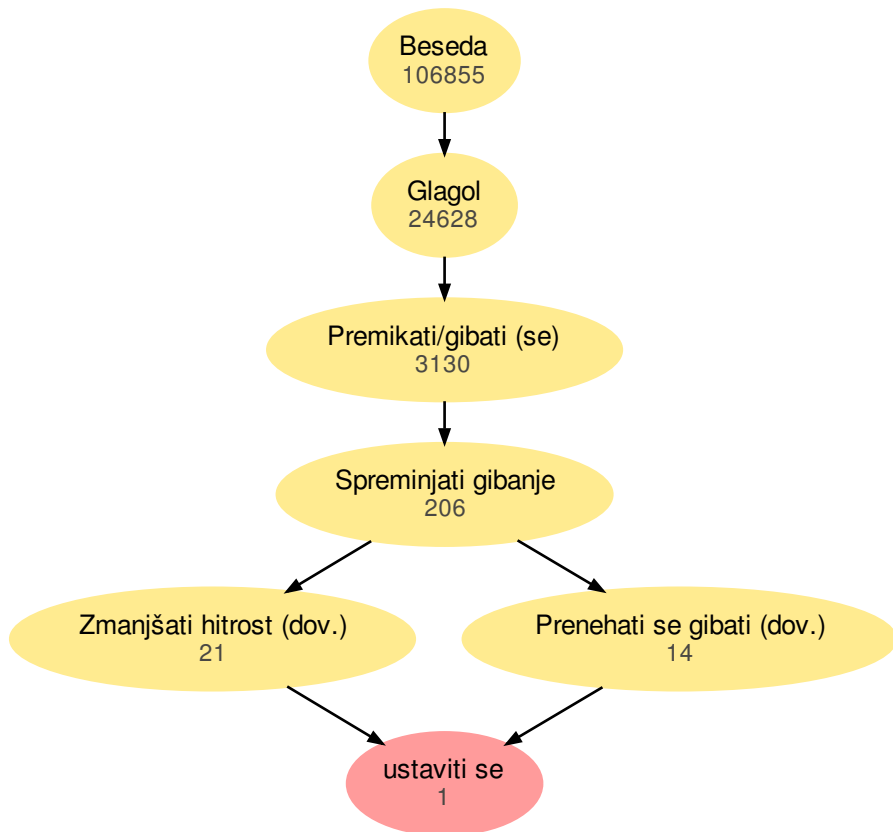 Beseda
106855
Glagol
24628
Premikati/gibati (se)
3130
Spreminjati gibanje
206
Zmanjšati hitrost (dov.)
21
Prenehati se gibati (dov.)
14
ustaviti se
1